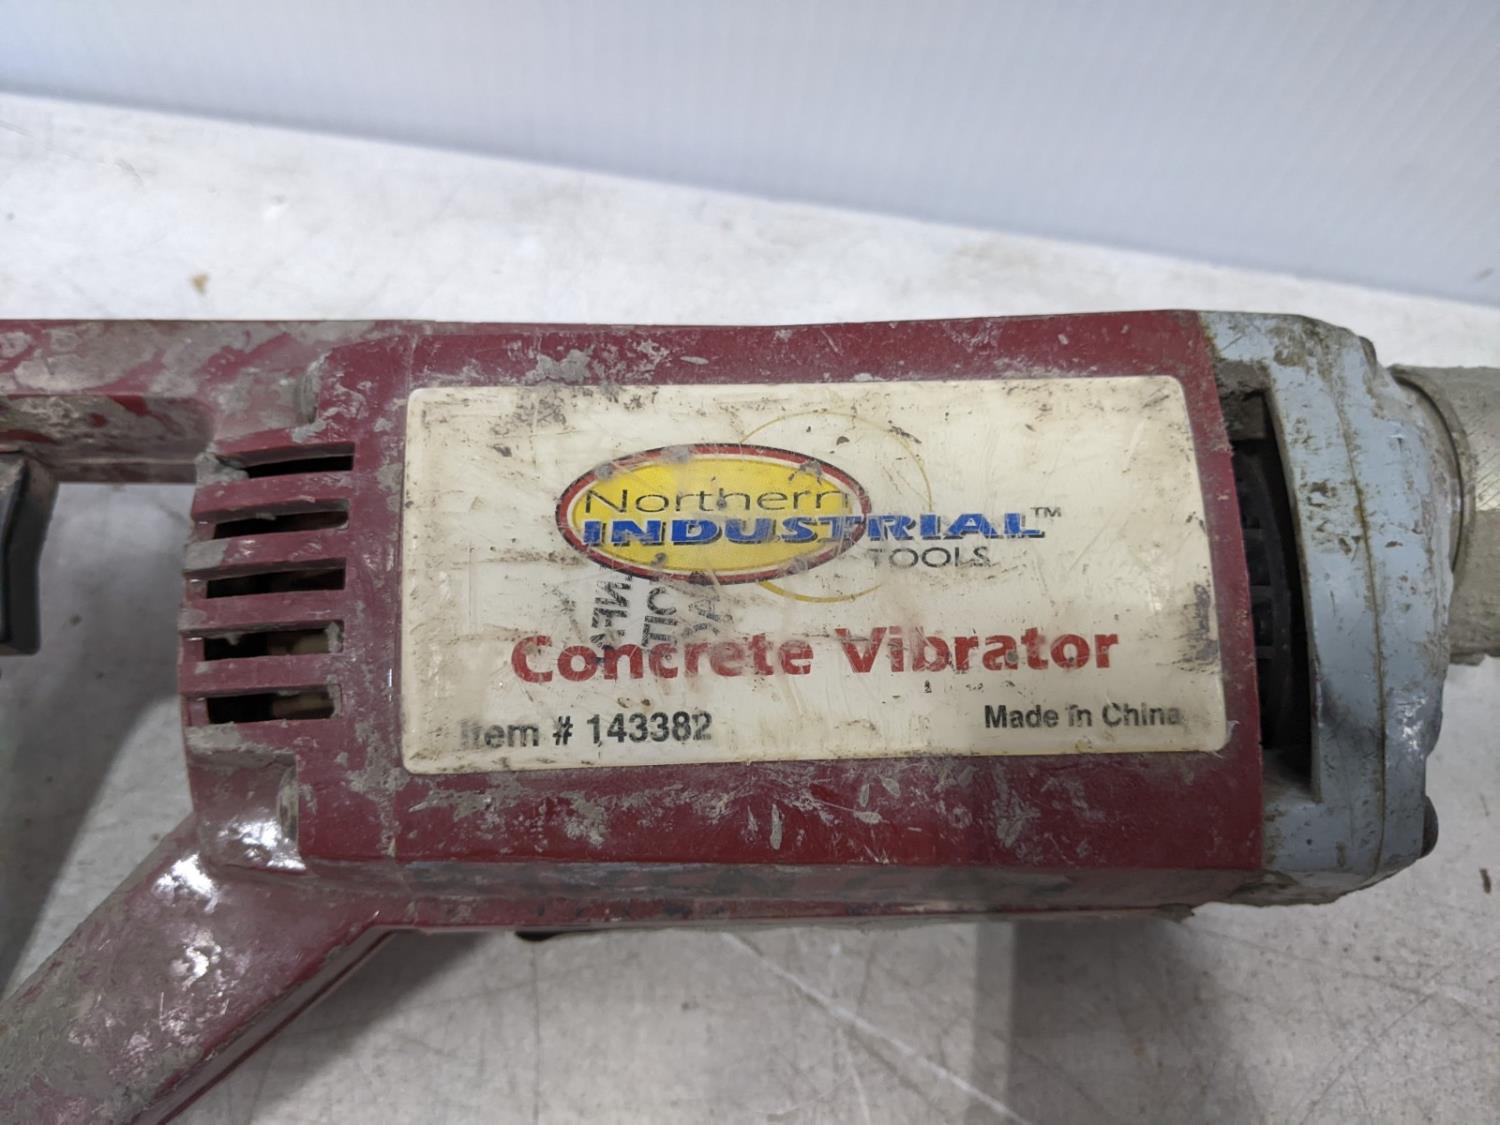 Northern
INDUSTRIAL™
TOOLS
Concrete Vibrator
Item # 143382
Made in China